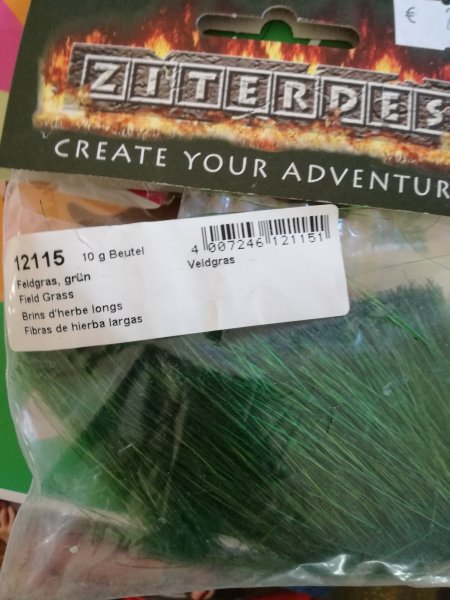 €
ZITERDES
CREATE YOUR ADVENTUR
12115 10 g Beutel
4 007246 121151
Feldgras, grün
Veldgras
Field Grass
Brins d'herbe longs
Fibras de hierba largas